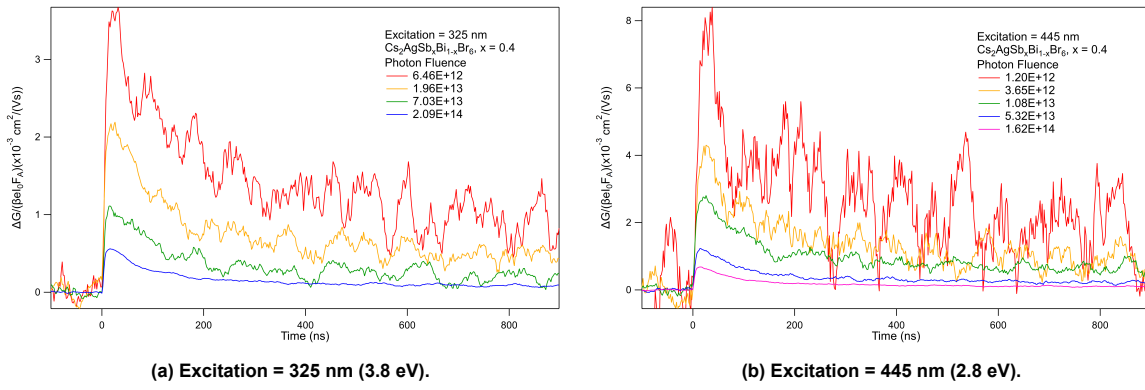 Excitation = 325 nm
Cs₂AgSbₓBi₁₋ₓBr₆, x = 0.4
Photon Fluence
6.46E+12
1.96E+13
7.03E+13
2.09E+14
ΔG/(βeI₀F_λ)(x10⁻³ cm²/(Vs))
3
2
1
0
0
200
400
600
800
Time (ns)
(a) Excitation = 325 nm (3.8 eV).
Excitation = 445 nm
Cs₂AgSbₓBi₁₋ₓBr₆, x = 0.4
Photon Fluence
1.20E+12
3.65E+12
1.08E+13
5.32E+13
1.62E+14
ΔG/(βeI₀F_λ)(x10⁻³ cm²/(Vs))
8
6
4
2
0
0
200
400
600
800
Time (ns)
(b) Excitation = 445 nm (2.8 eV).